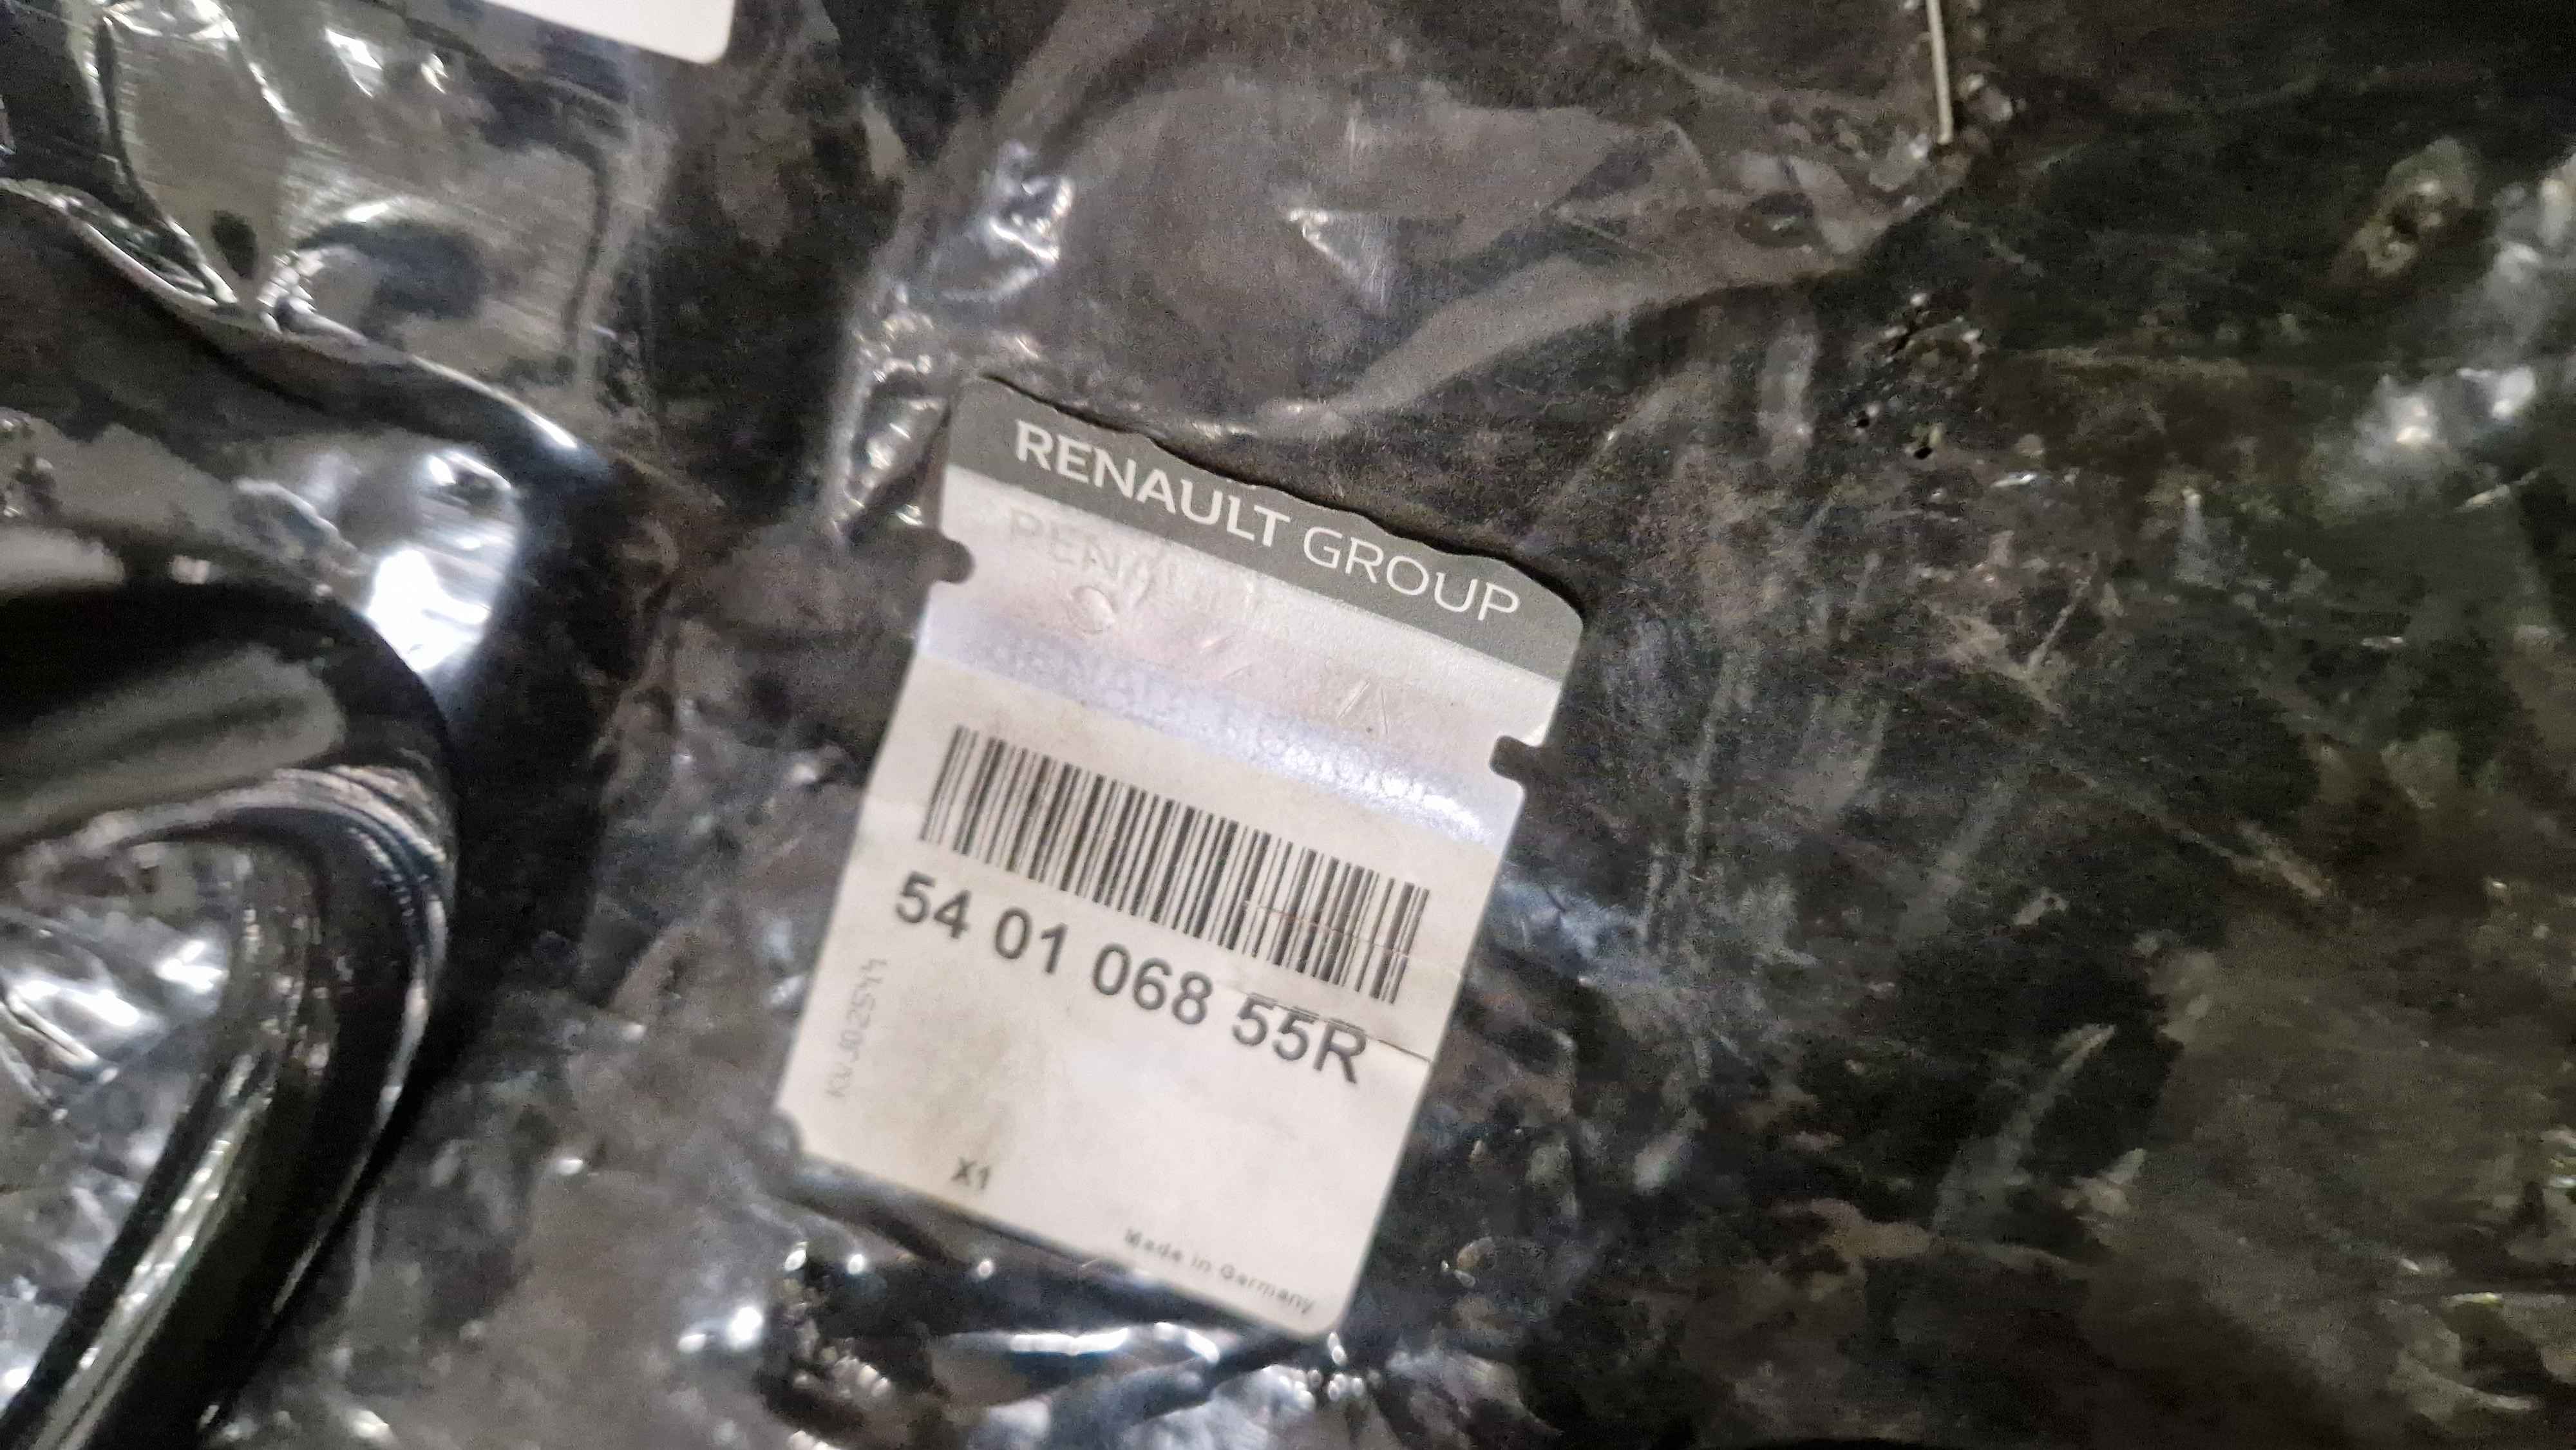 RENAULT GROUP
54 01 068 55R
X1
Made in Germany